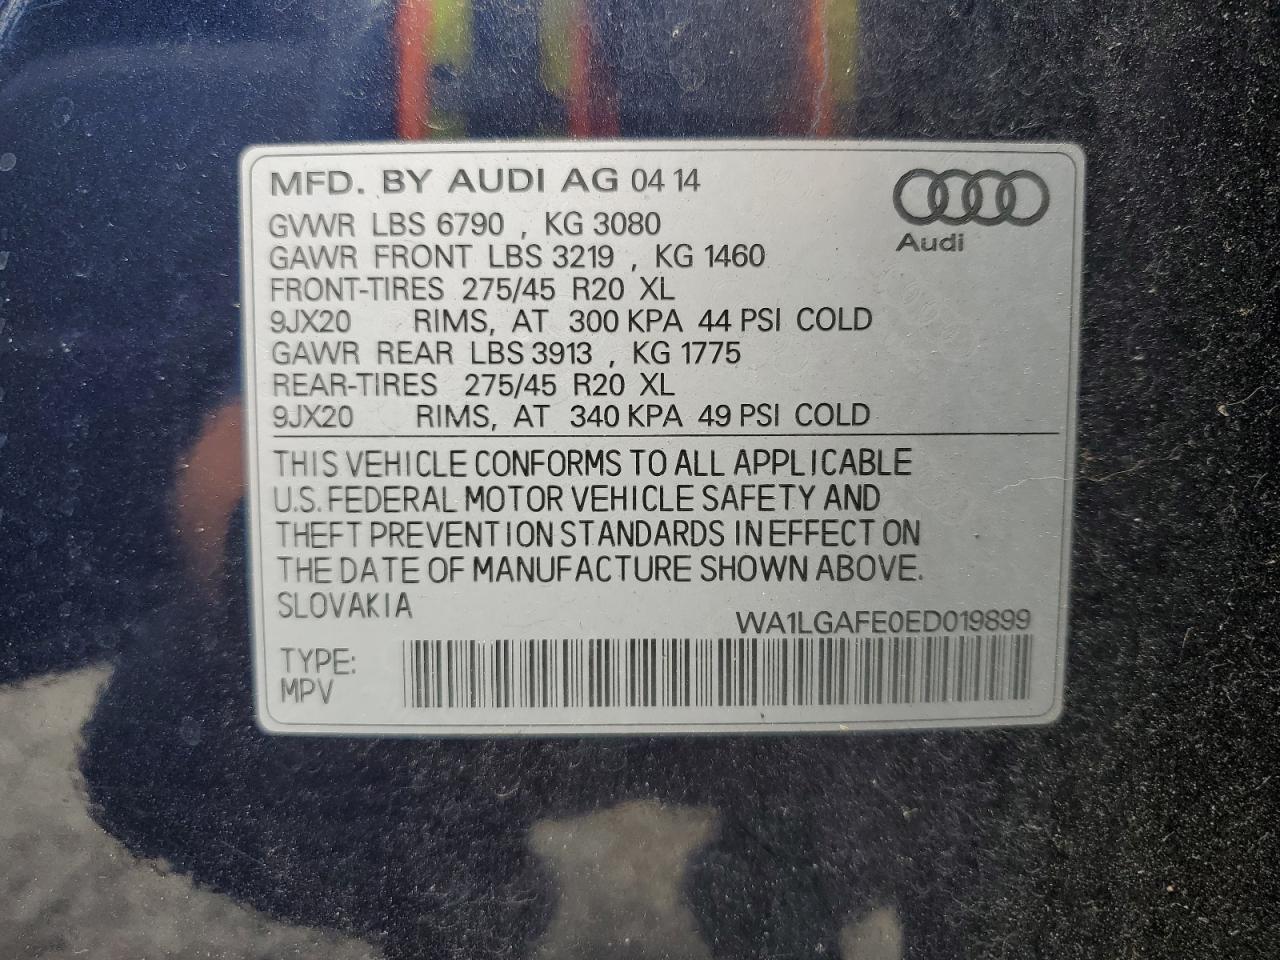 MFD. BY AUDI AG 04 14
Audi
GVWR LBS 6790 , KG 3080
GAWR FRONT LBS 3219 , KG 1460
FRONT-TIRES 275/45 R20 XL
9JX20 RIMS, AT 300 KPA 44 PSI COLD
GAWR REAR LBS 3913 , KG 1775
REAR-TIRES 275/45 R20 XL
9JX20 RIMS, AT 340 KPA 49 PSI COLD
THIS VEHICLE CONFORMS TO ALL APPLICABLE
U.S. FEDERAL MOTOR VEHICLE SAFETY AND
THEFT PREVENTION STANDARDS IN EFFECT ON
THE DATE OF MANUFACTURE SHOWN ABOVE.
SLOVAKIA
WA1LGAFE0ED019899
TYPE:
MPV